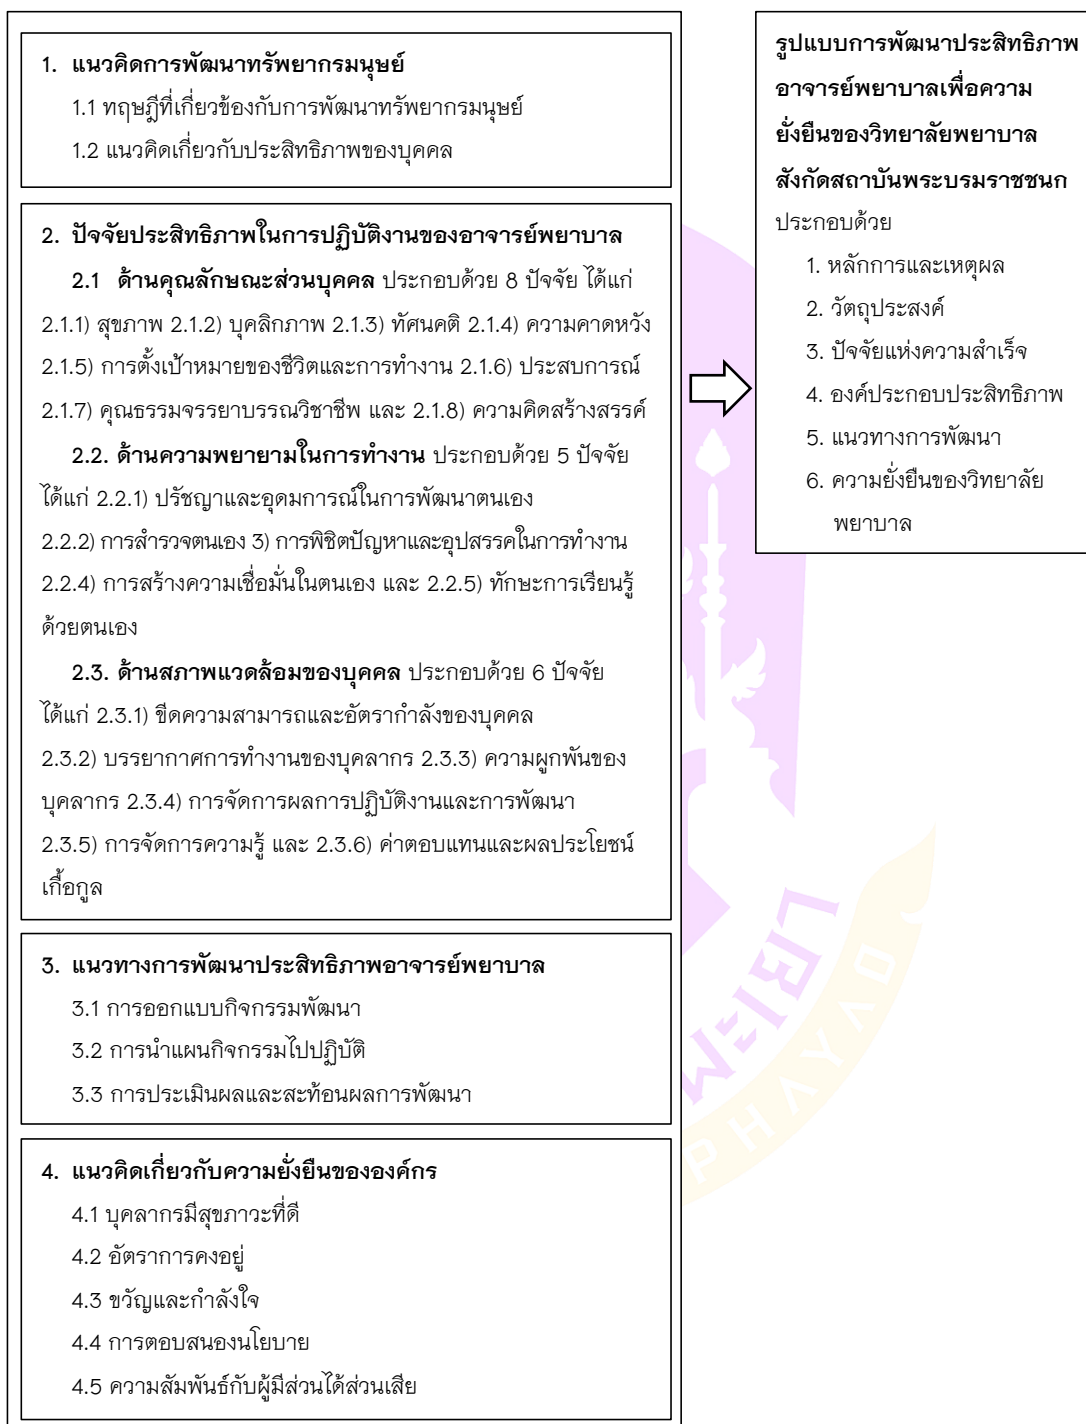 1. แนวคิดการพัฒนาทรัพยากรมนุษย์
1.1 ทฤษฎีที่เกี่ยวข้องกับการพัฒนาทรัพยากรมนุษย์
1.2 แนวคิดเกี่ยวกับประสิทธิภาพของบุคคล
2. ปัจจัยประสิทธิภาพในการปฏิบัติงานของอาจารย์พยาบาล
2.1 ด้านคุณลักษณะส่วนบุคคล ประกอบด้วย 8 ปัจจัย ได้แก่
2.1.1) สุขภาพ 2.1.2) บุคลิกภาพ 2.1.3) ทัศนคติ 2.1.4) ความคาดหวัง
2.1.5) การตั้งเป้าหมายของชีวิตและการทำงาน 2.1.6) ประสบการณ์
2.1.7) คุณธรรมจรรยาบรรณวิชาชีพ และ 2.1.8) ความคิดสร้างสรรค์
2.2. ด้านความพยายามในการทำงาน ประกอบด้วย 5 ปัจจัย
ได้แก่ 2.2.1) ปรัชญาและอุดมการณ์ในการพัฒนาตนเอง
2.2.2) การสำรวจตนเอง 3) การพิชิตปัญหาและอุปสรรคในการทำงาน
2.2.4) การสร้างความเชื่อมั่นในตนเอง และ 2.2.5) ทักษะการเรียนรู้
ด้วยตนเอง
2.3. ด้านสภาพแวดล้อมของบุคคล ประกอบด้วย 6 ปัจจัย
ได้แก่ 2.3.1) ขีดความสามารถและอัตรากำลังของบุคคล
2.3.2) บรรยากาศการทำงานของบุคลากร 2.3.3) ความผูกพันของ
บุคลากร 2.3.4) การจัดการผลการปฏิบัติงานและการพัฒนา
2.3.5) การจัดการความรู้ และ 2.3.6) ค่าตอบแทนและผลประโยชน์
เกื้อกูล
3. แนวทางการพัฒนาประสิทธิภาพอาจารย์พยาบาล
3.1 การออกแบบกิจกรรมพัฒนา
3.2 การนำแผนกิจกรรมไปปฏิบัติ
3.3 การประเมินผลและสะท้อนผลการพัฒนา
4. แนวคิดเกี่ยวกับความยั่งยืนขององค์กร
4.1 บุคลากรมีสุขภาวะที่ดี
4.2 อัตราการคงอยู่
4.3 ขวัญและกำลังใจ
4.4 การตอบสนองนโยบาย
4.5 ความสัมพันธ์กับผู้มีส่วนได้ส่วนเสีย
รูปแบบการพัฒนาประสิทธิภาพ
อาจารย์พยาบาลเพื่อความ
ยั่งยืนของวิทยาลัยพยาบาล
สังกัดสถาบันพระบรมราชชนก
ประกอบด้วย
1. หลักการและเหตุผล
2. วัตถุประสงค์
3. ปัจจัยแห่งความสำเร็จ
4. องค์ประกอบประสิทธิภาพ
5. แนวทางการพัฒนา
6. ความยั่งยืนของวิทยาลัย
พยาบาล
PHAYAO